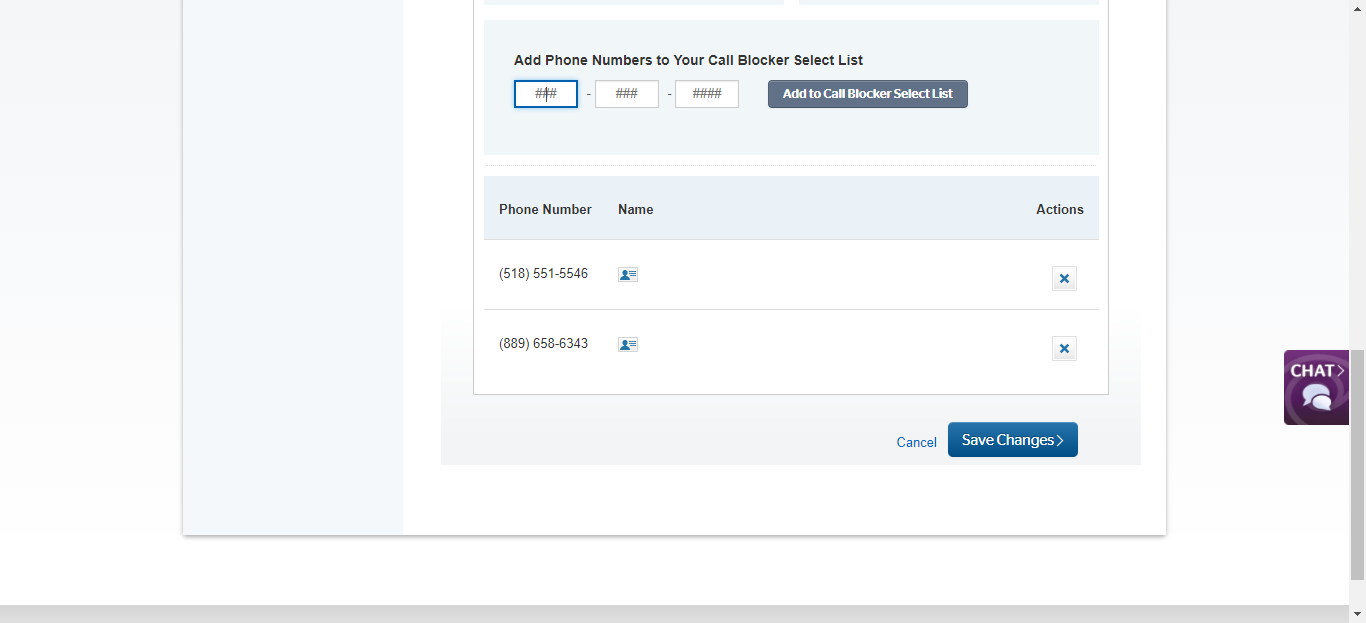 Add Phone Numbers to Your Call Blocker Select List
### - ### - #### Add to Call Blocker Select List
Phone Number Name Actions
(518) 551-5546
(889) 658-6343
CHAT
Cancel Save Changes